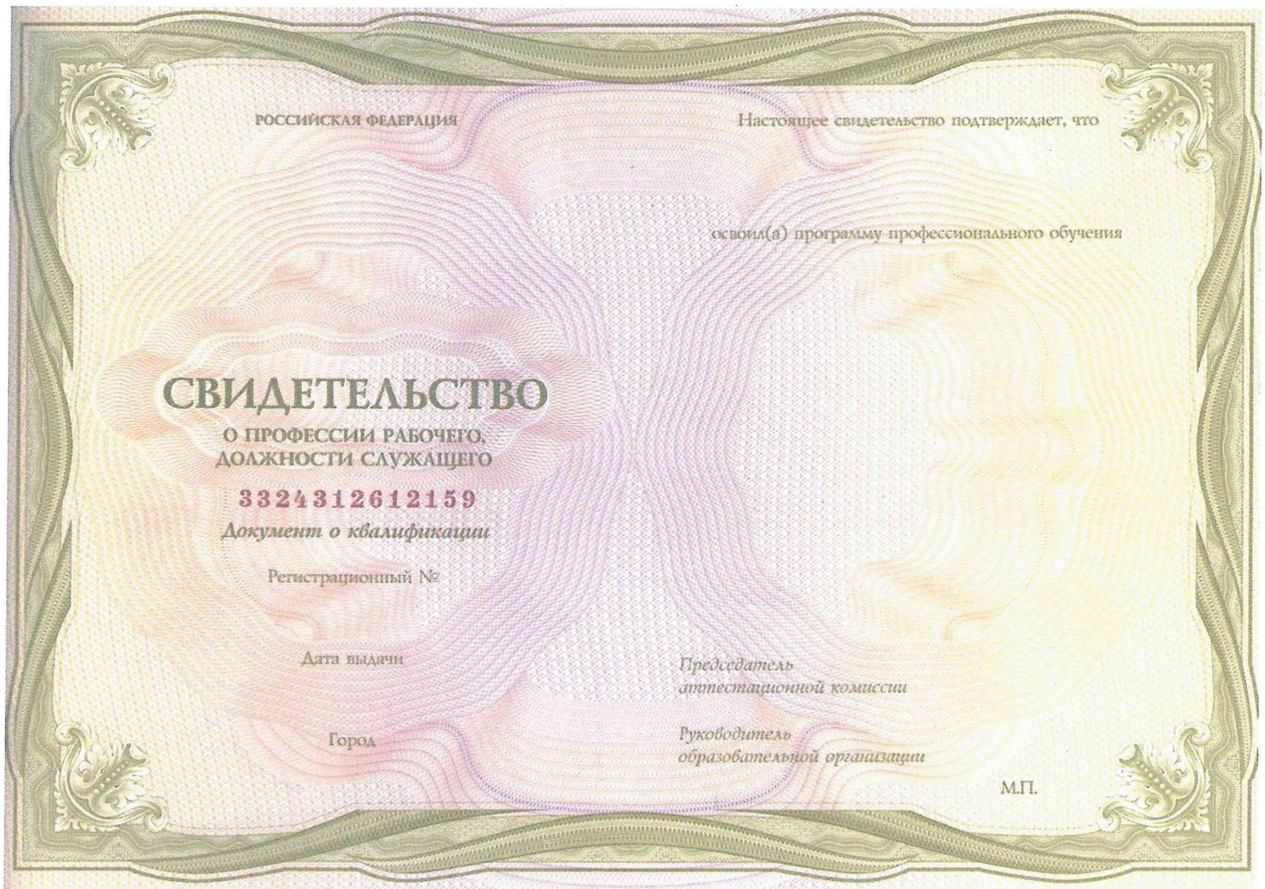 РОССИЙСКАЯ ФЕДЕРАЦИЯ
СВИДЕТЕЛЬСТВО
О ПРОФЕССИИ РАБОЧЕГО,
ДОЛЖНОСТИ СЛУЖАЩЕГО
3324312612159
Документ о квалификации
Регистрационный №
Дата выдачи
Город
Настоящее свидетельство подтверждает, что
освоил(а) программу профессионального обучения
Председатель
аттестационной комиссии
Руководитель
образовательной организации
М.П.